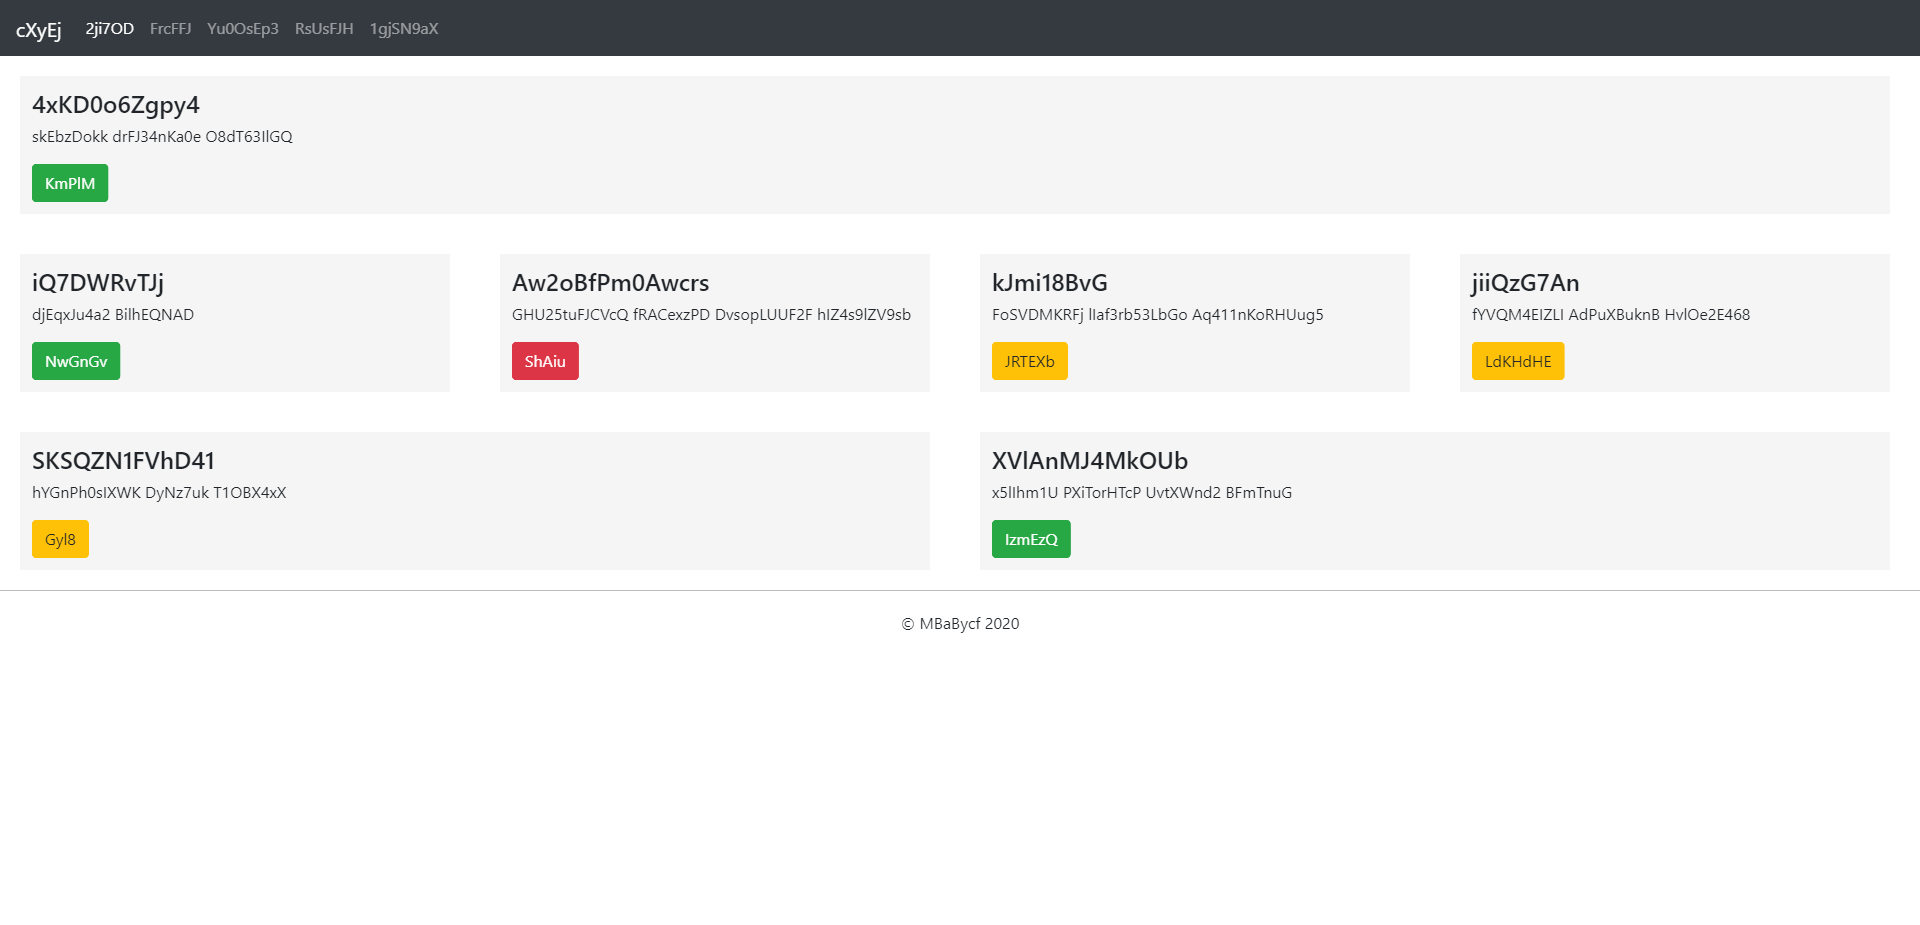 cXyEj 2ji7OD FrcFFJ Yu0OsEp3 RsUsFJH 1gjSN9aX
4xKD0o6Zgpy4
skEbzDokk drFJ34nKa0e O8dT63IlGQ
KmPlM
iQ7DWRvTJj
djEqxJu4a2 BilhEQNAD
NwGnGv
Aw2oBfPm0Awcrs
GHU25tuFJCVcQ fRACexzPD DvsopLUUF2F hIZ4s9lZV9sb
ShAiu
kJmi18BvG
FoSVDMKRFj lIaf3rb53LbGo Aq411nKoRHUug5
JRTEXb
jiiQzG7An
fYVQM4EIZLI AdPuXBuknB HvlOe2E468
LdKHdHE
SKSQZN1FVhD41
hYGnPh0sIXWK DyNz7uk T1OBX4xX
Gyl8
XVlAnMJ4MkOUb
x5lIhm1U PXiTorHTcP UvtXWnd2 BFmTnuG
IzmEzQ
© MBaBycf 2020